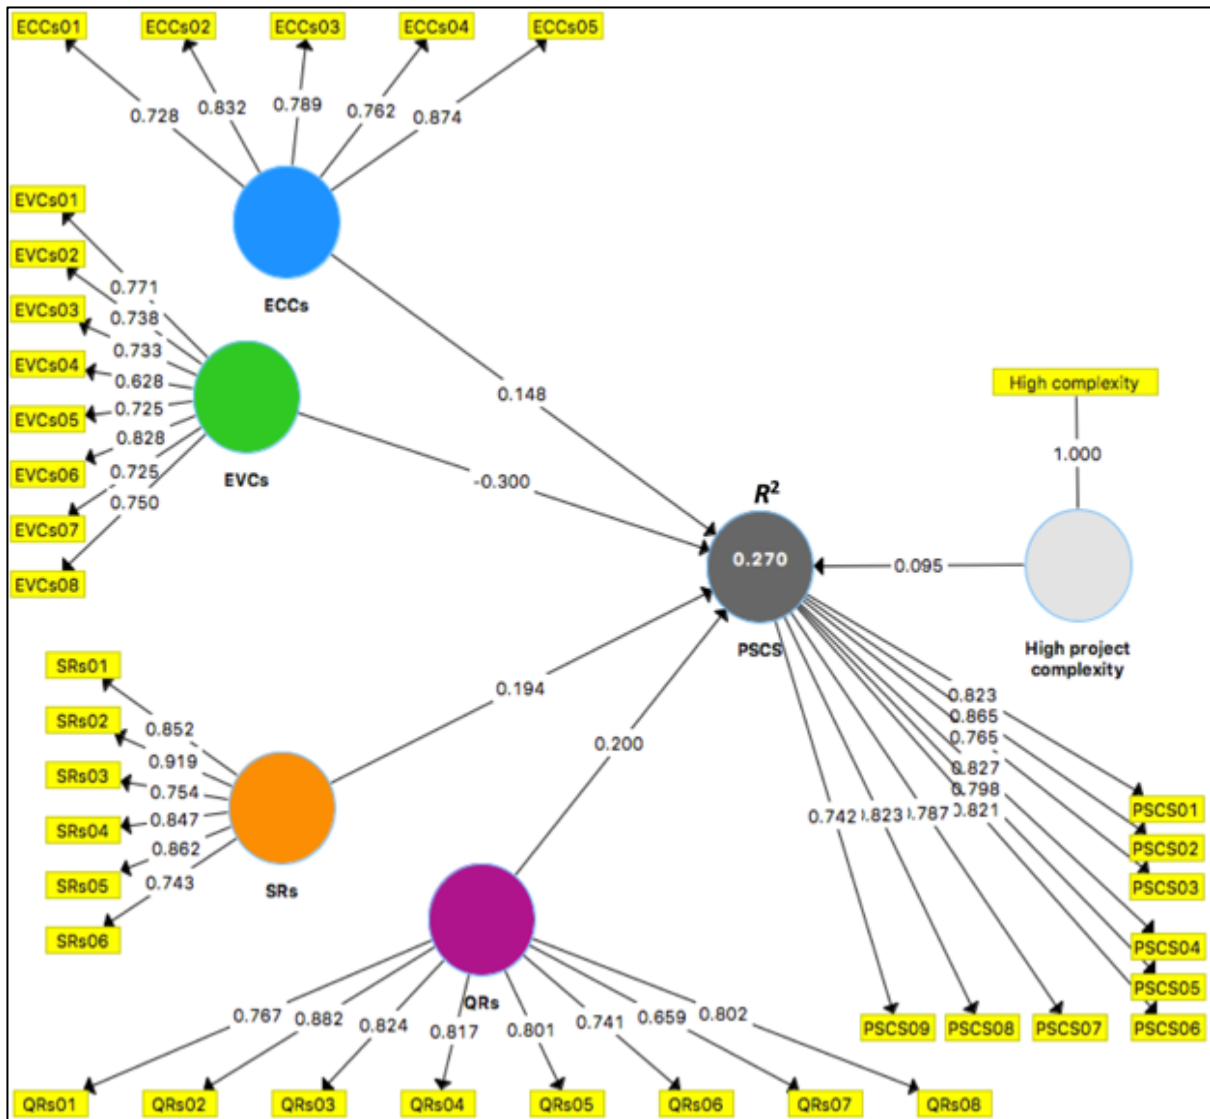 ECCs01
ECCs02
ECCs03
ECCs04
ECCs05
0.728
0.832
0.789
0.762
0.874
ECCs
EVCs01
EVCs02
EVCs03
EVCs04
EVCs05
EVCs06
EVCs07
EVCs08
0.771
0.738
0.733
0.628
0.725
0.828
0.725
0.750
EVCs
0.148
-0.300
0.194
0.200
R²
0.270
PSCS
0.095
High complexity
1.000
High project
complexity
SRs01
SRs02
SRs03
SRs04
SRs05
SRs06
0.852
0.919
0.754
0.847
0.862
0.743
SRs
QRs
0.767
0.882
0.824
0.817
0.801
0.741
0.659
0.802
QRs01
QRs02
QRs03
QRs04
QRs05
QRs06
QRs07
QRs08
0.823
0.865
0.765
0.827
0.798
0.821
0.742
0.823
0.787
PSCS01
PSCS02
PSCS03
PSCS04
PSCS05
PSCS06
PSCS07
PSCS08
PSCS09